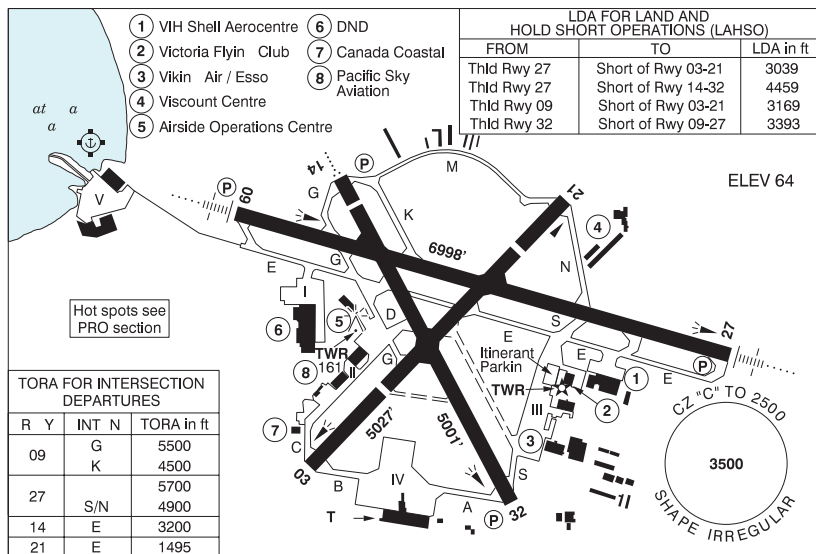 1 VIH Shell Aerocentre
2 Victoria Flyin Club
3 Vikin Air / Esso
4 Viscount Centre
5 Airside Operations Centre
6 DND
7 Canada Coastal
8 Pacific Sky
Aviation
LDA FOR LAND AND
HOLD SHORT OPERATIONS (LAHSO)
FROM TO LDA in ft
Thld Rwy 27 Short of Rwy 03-21 3039
Thld Rwy 27 Short of Rwy 14-32 4459
Thld Rwy 09 Short of Rwy 03-21 3169
Thld Rwy 32 Short of Rwy 09-27 3393
at a
a
ELEV 64
V
P
09
14
P
G
M
K
21
4
6998'
N
E
G
I
Hot spots see
PRO section
6
5
D
TWR
161
8
II
G
S
E
E
27
P
E
Itinerant
Parkin
TWR
1
2
III
3
7
C
03
5027'
5001'
B
IV
A
S
P
32
T
CZ "C" TO 2500
3500
SHAPE IRREGULAR
TORA FOR INTERSECTION
DEPARTURES
R Y INT N TORA in ft
09 G 5500
K 4500
27 5700
S/N 4900
14 E 3200
21 E 1495